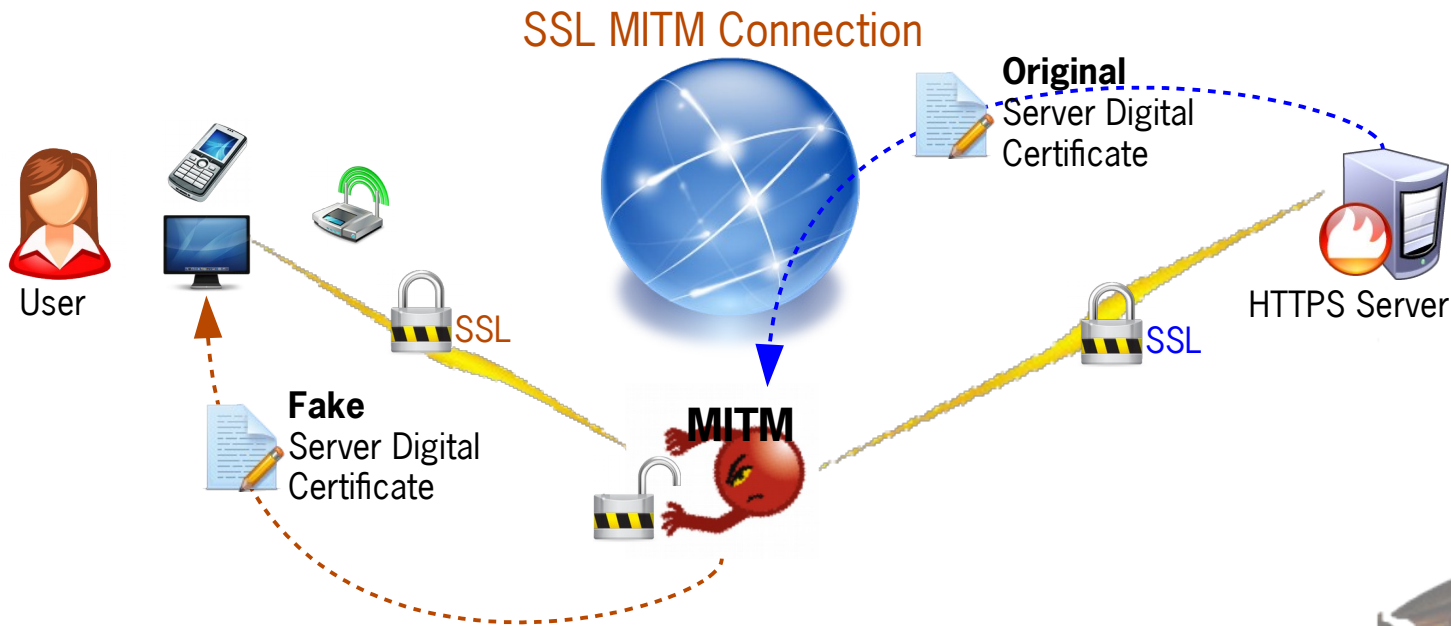 SSL MITM Connection
Original
Server Digital
Certificate
User
HTTPS Server
SSL
SSL
Fake
Server Digital
Certificate
MITM